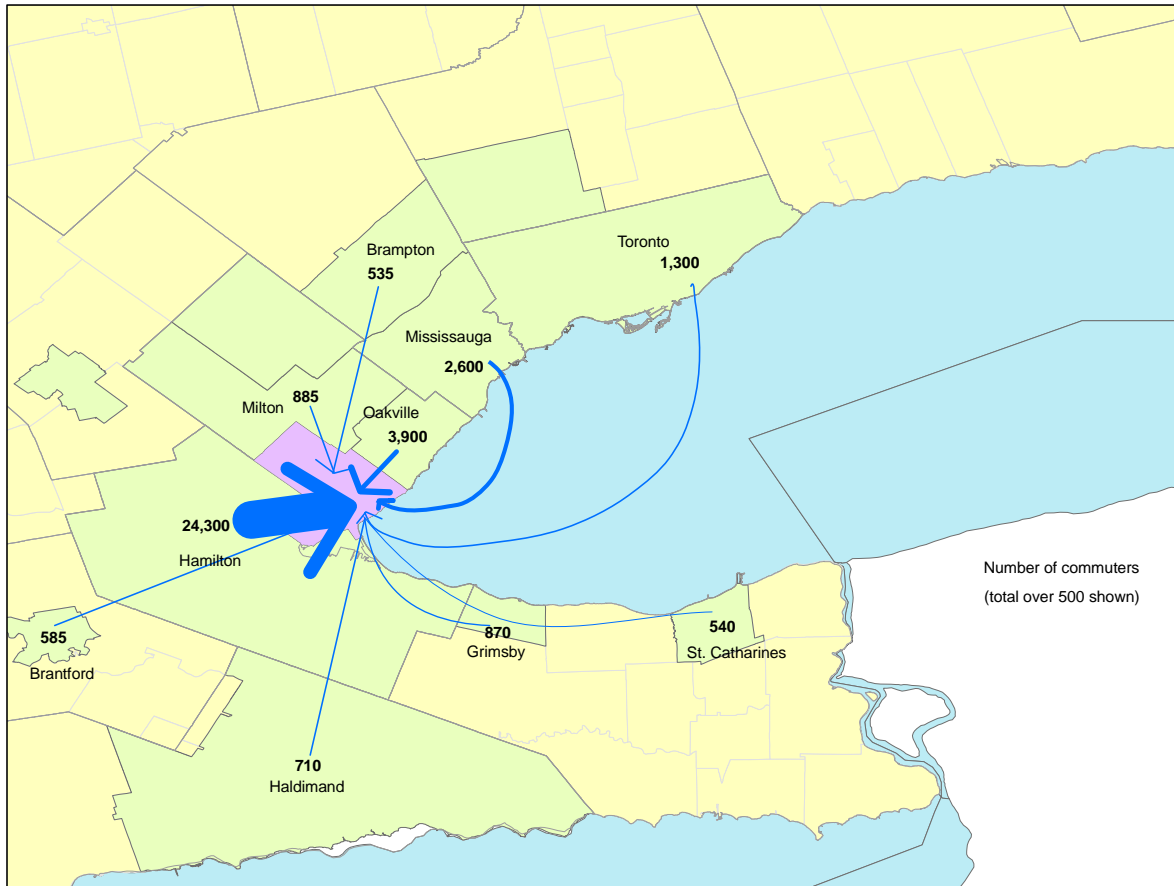 Brampton
535
Toronto
1,300
Mississauga
2,600
Milton
885
Oakville
3,900
24,300
Hamilton
585
Brantford
870
Grimsby
540
St. Catharines
710
Haldimand
Number of commuters
(total over 500 shown)